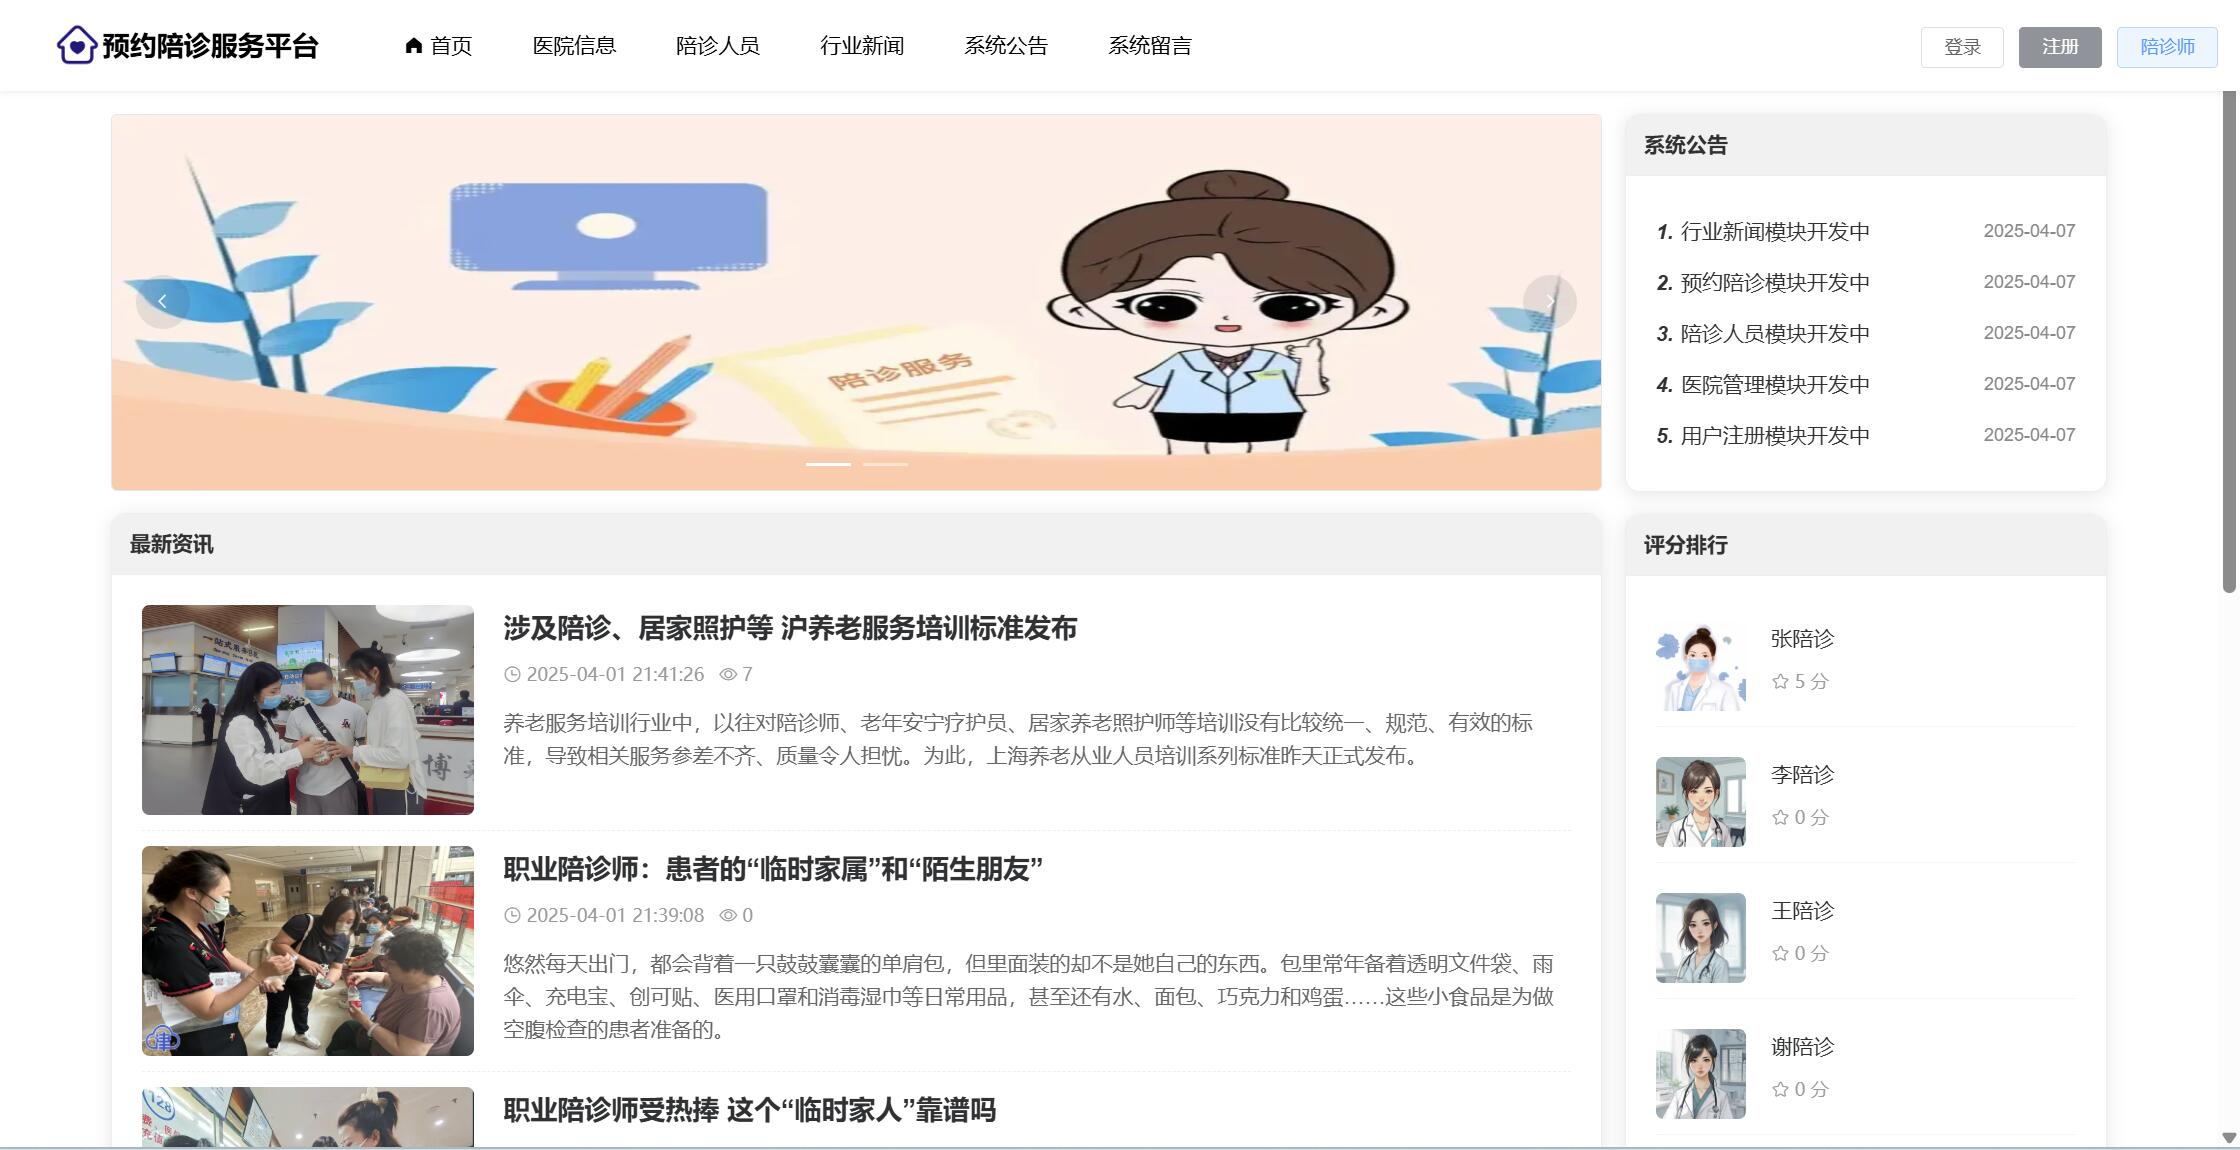 预约陪诊服务平台
首页
医院信息
陪诊人员
行业新闻
系统公告
系统留言
登录
注册
陪诊师
陪诊服务
系统公告
1. 行业新闻模块开发中 2025-04-07
2. 预约陪诊模块开发中 2025-04-07
3. 陪诊人员模块开发中 2025-04-07
4. 医院管理模块开发中 2025-04-07
5. 用户注册模块开发中 2025-04-07
最新资讯
涉及陪诊、居家照护等 沪养老服务培训标准发布
2025-04-01 21:41:26 7
养老服务培训行业中，以往对陪诊师、老年安宁疗护员、居家养老照护师等培训没有比较统一、规范、有效的标
准，导致相关服务参差不齐、质量令人担忧。为此，上海养老从业人员培训系列标准昨天正式发布。
职业陪诊师：患者的“临时家属”和“陌生朋友”
2025-04-01 21:39:08 0
悠然每天出门，都会背着一只鼓鼓囊囊的单肩包，但里面装的却不是她自己的东西。包里常年备着透明文件袋、雨
伞、充电宝、创可贴、医用口罩和消毒湿巾等日常用品，甚至还有水、面包、巧克力和鸡蛋……这些小食品是为做
空腹检查的患者准备的。
128
职业陪诊师受热捧 这个“临时家人”靠谱吗
评分排行
张陪诊
5 分
李陪诊
0 分
王陪诊
0 分
谢陪诊
0 分